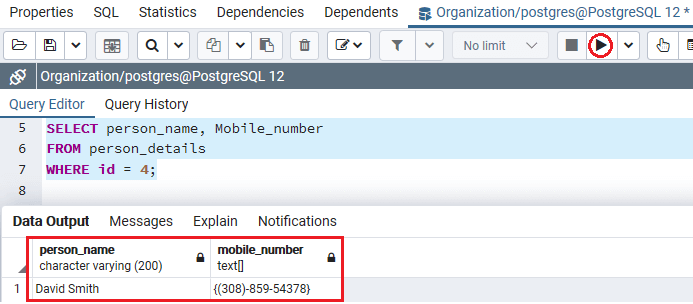 Properties SQL Statistics Dependencies Dependents Organization/postgres@PostgreSQL 12 *
No limit
Organization/postgres@PostgreSQL 12
Query Editor Query History
5 SELECT person_name, Mobile_number
6 FROM person_details
7 WHERE id = 4;
8
Data Output Messages Explain Notifications
person_name mobile_number
character varying (200) text[]
1 David Smith {(308)-859-54378}